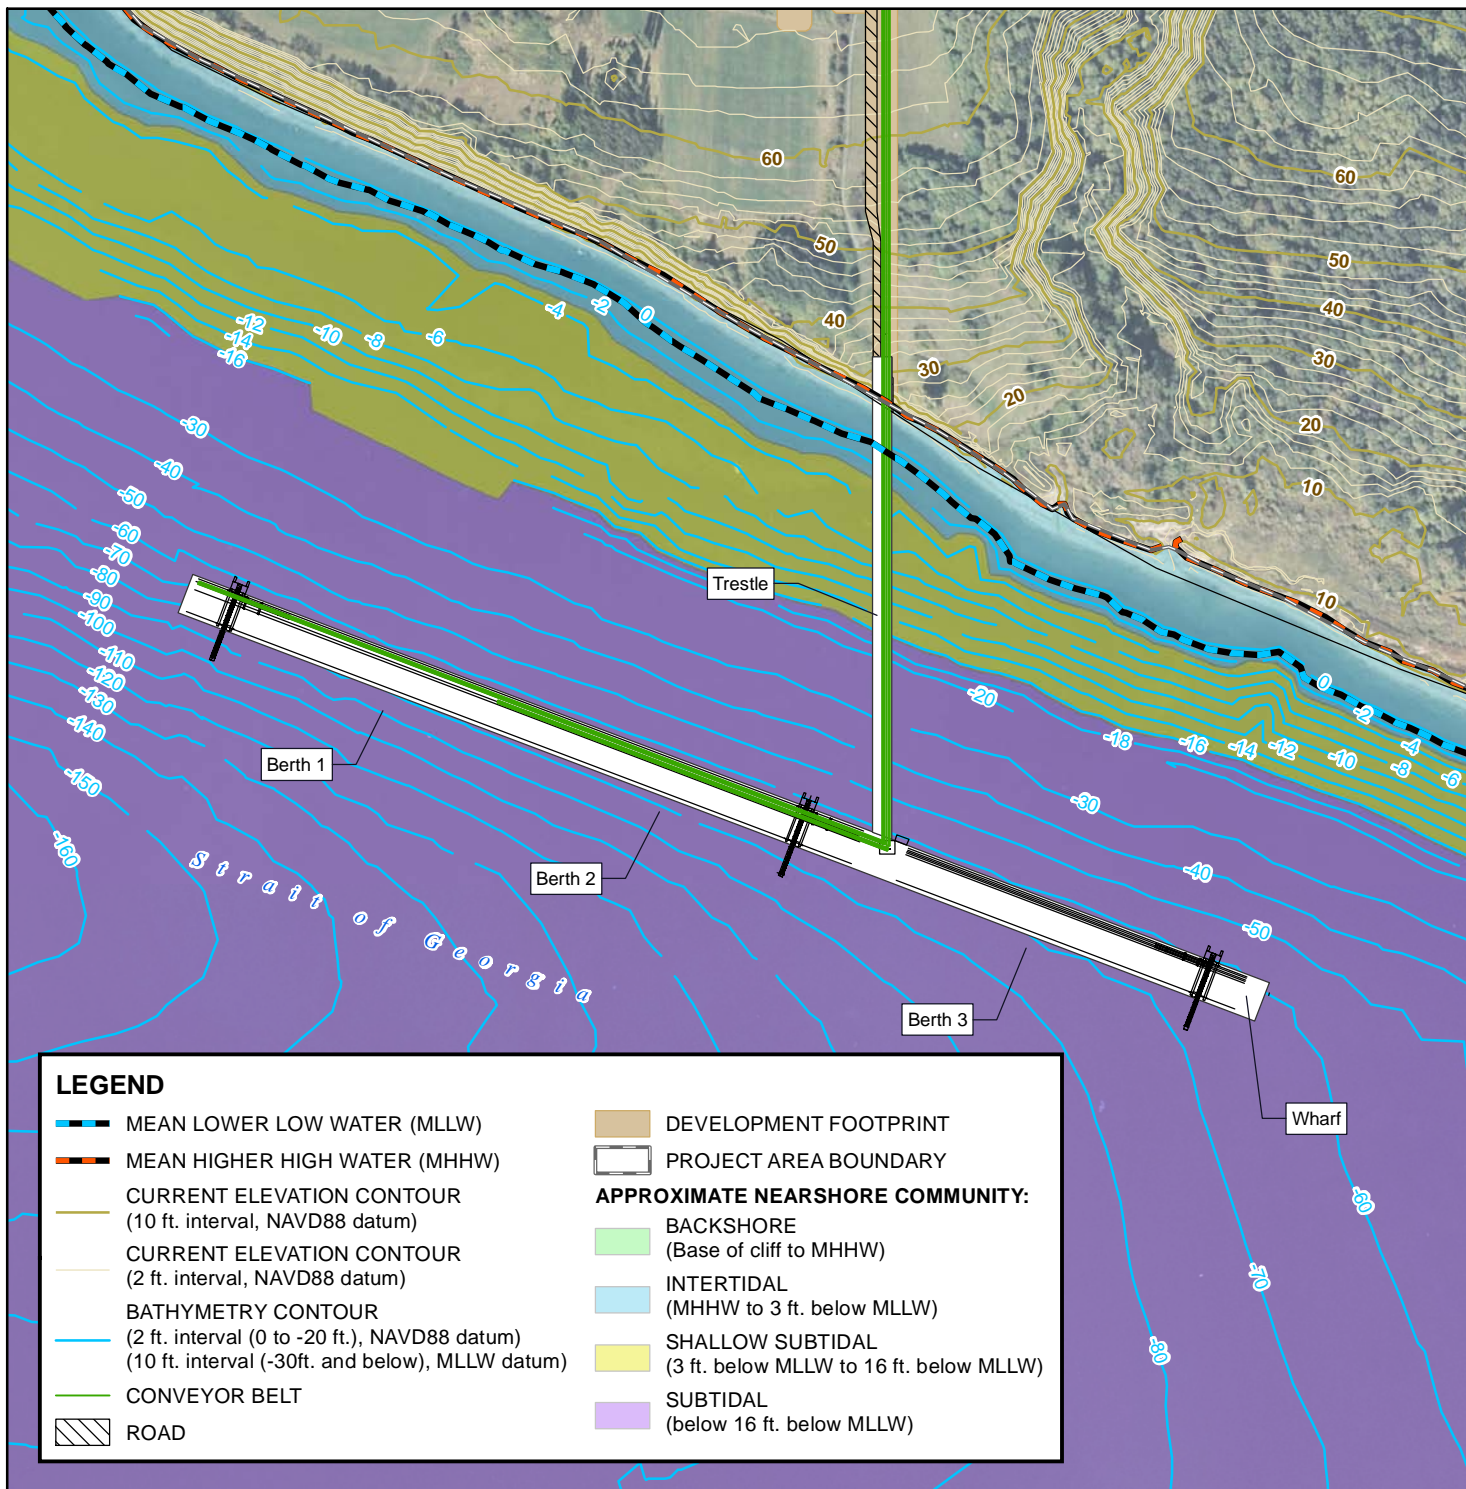 60
60
50
50
40
40
30
30
20
20
10
10
0
-2
-4
-6
-8
-10
-12
-14
-16
-30
-40
-50
-60
-70
-80
-90
-100
-110
-120
-130
-140
-150
-160
Trestle
-20
-18
-16
-14
-12
-10
-8
-6
-4
-2
0
-30
-40
-50
-60
-70
-80
Berth 1
Berth 2
Berth 3
Wharf
Strait of Georgia
LEGEND
MEAN LOWER LOW WATER (MLLW)
MEAN HIGHER HIGH WATER (MHHW)
CURRENT ELEVATION CONTOUR
(10 ft. interval, NAVD88 datum)
CURRENT ELEVATION CONTOUR
(2 ft. interval, NAVD88 datum)
BATHYMETRY CONTOUR
(2 ft. interval (0 to -20 ft.), NAVD88 datum)
(10 ft. interval (-30ft. and below), MLLW datum)
CONVEYOR BELT
ROAD
DEVELOPMENT FOOTPRINT
PROJECT AREA BOUNDARY
APPROXIMATE NEARSHORE COMMUNITY:
BACKSHORE
(Base of cliff to MHHW)
INTERTIDAL
(MHHW to 3 ft. below MLLW)
SHALLOW SUBTIDAL
(3 ft. below MLLW to 16 ft. below MLLW)
SUBTIDAL
(below 16 ft. below MLLW)